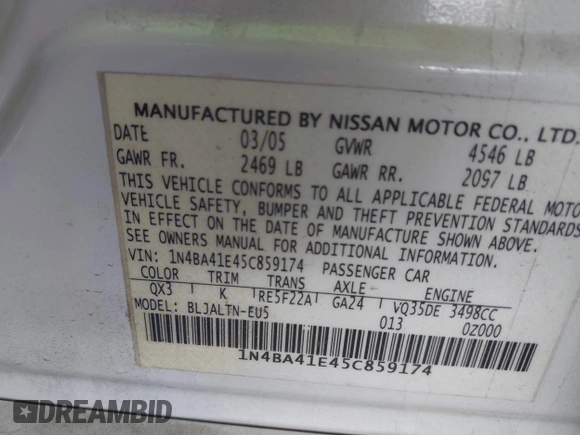 MANUFACTURED BY NISSAN MOTOR CO., LTD.
DATE 03/05 GVWR 4546 LB
GAWR FR. 2469 LB GAWR RR. 2097 LB
THIS VEHICLE CONFORMS TO ALL APPLICABLE FEDERAL MOTO
VEHICLE SAFETY, BUMPER AND THEFT PREVENTION STANDARDS
IN EFFECT ON THE DATE OF MANUFACTURE SHOWN ABOVE.
SEE OWNERS MANUAL FOR ADDITIONAL INFORMATION.
VIN: 1N4BA41E45C859174 PASSENGER CAR
COLOR TRIM TRANS AXLE ENGINE
QX3 K RE5F22A GA24 VQ35DE 3498CC
MODEL: BLJALTN-EU5 013 0Z000
1N4BA41E45C859174
DREAMBID